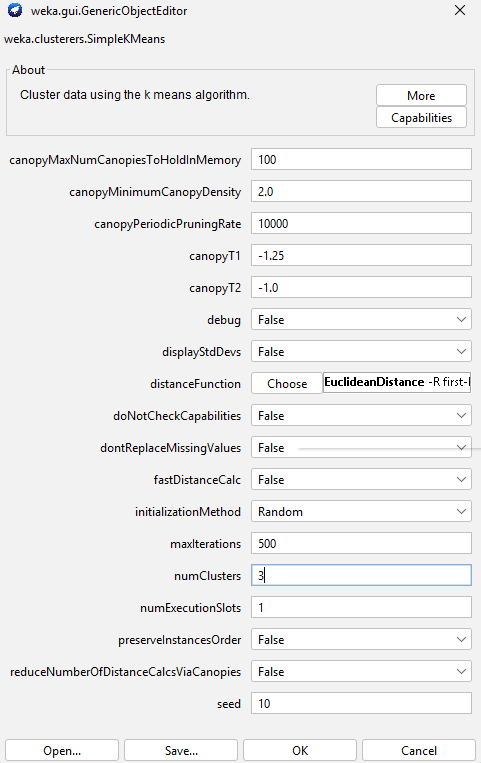 weka.gui.GenericObjectEditor
weka.clusterers.SimpleKMeans
About
Cluster data using the k means algorithm.
More
Capabilities
canopyMaxNumCanopiesToHoldInMemory 100
canopyMinimumCanopyDensity 2.0
canopyPeriodicPruningRate 10000
canopyT1 -1.25
canopyT2 -1.0
debug False
displayStdDevs False
distanceFunction Choose EuclideanDistance -R first-l
doNotCheckCapabilities False
dontReplaceMissingValues False
fastDistanceCalc False
initializationMethod Random
maxIterations 500
numClusters 3
numExecutionSlots 1
preserveInstancesOrder False
reduceNumberOfDistanceCalcsViaCanopies False
seed 10
Open... Save... OK Cancel